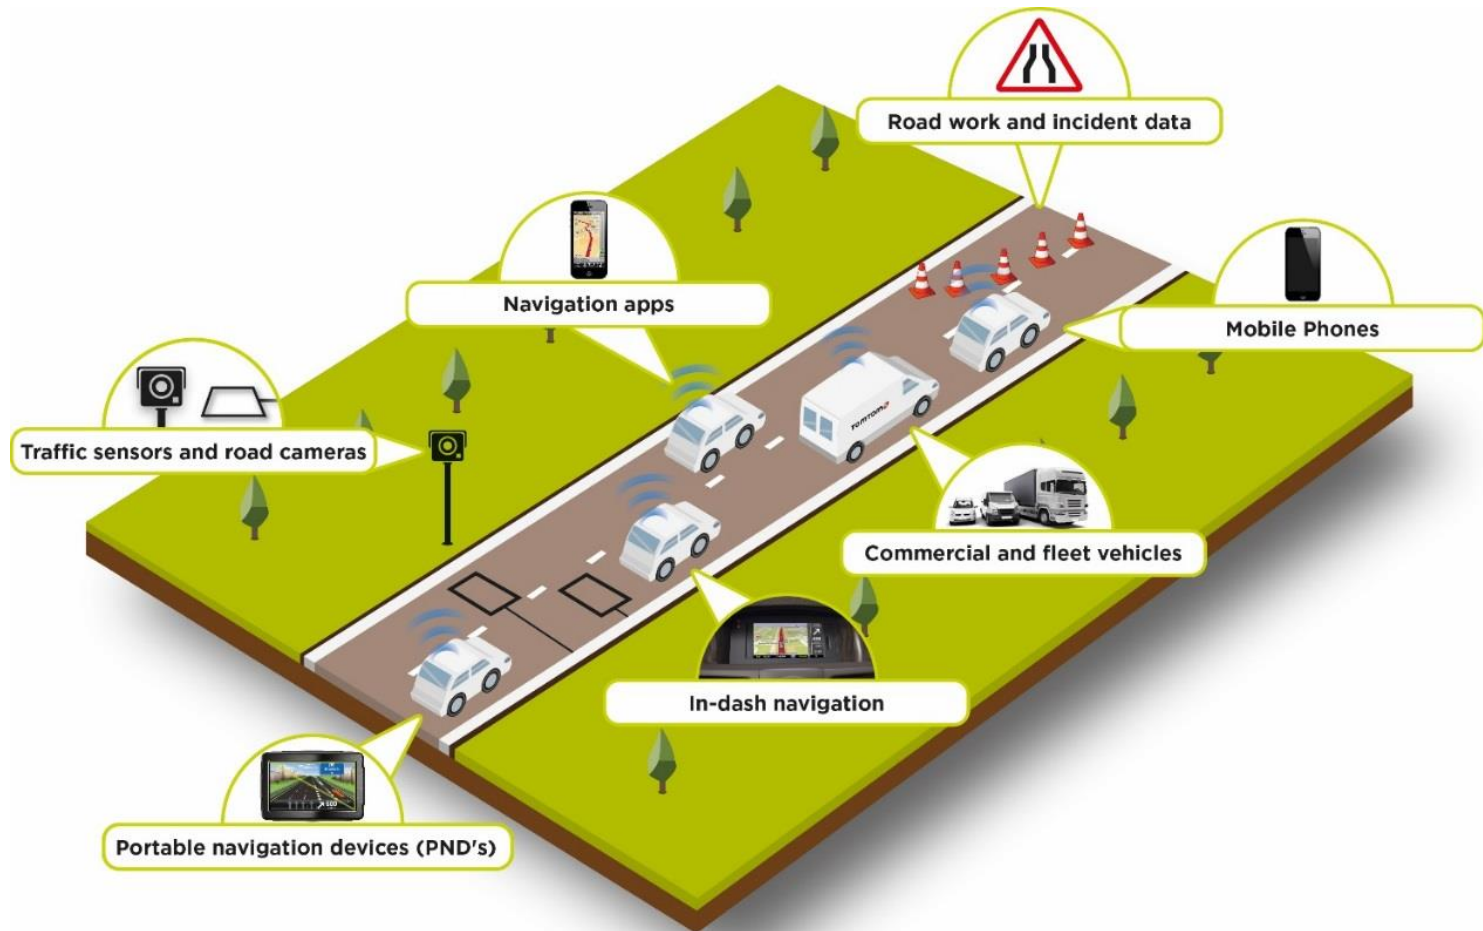 Road work and incident data
Navigation apps
Mobile Phones
Traffic sensors and road cameras
TOMTOM
Commercial and fleet vehicles
In-dash navigation
Portable navigation devices (PND's)